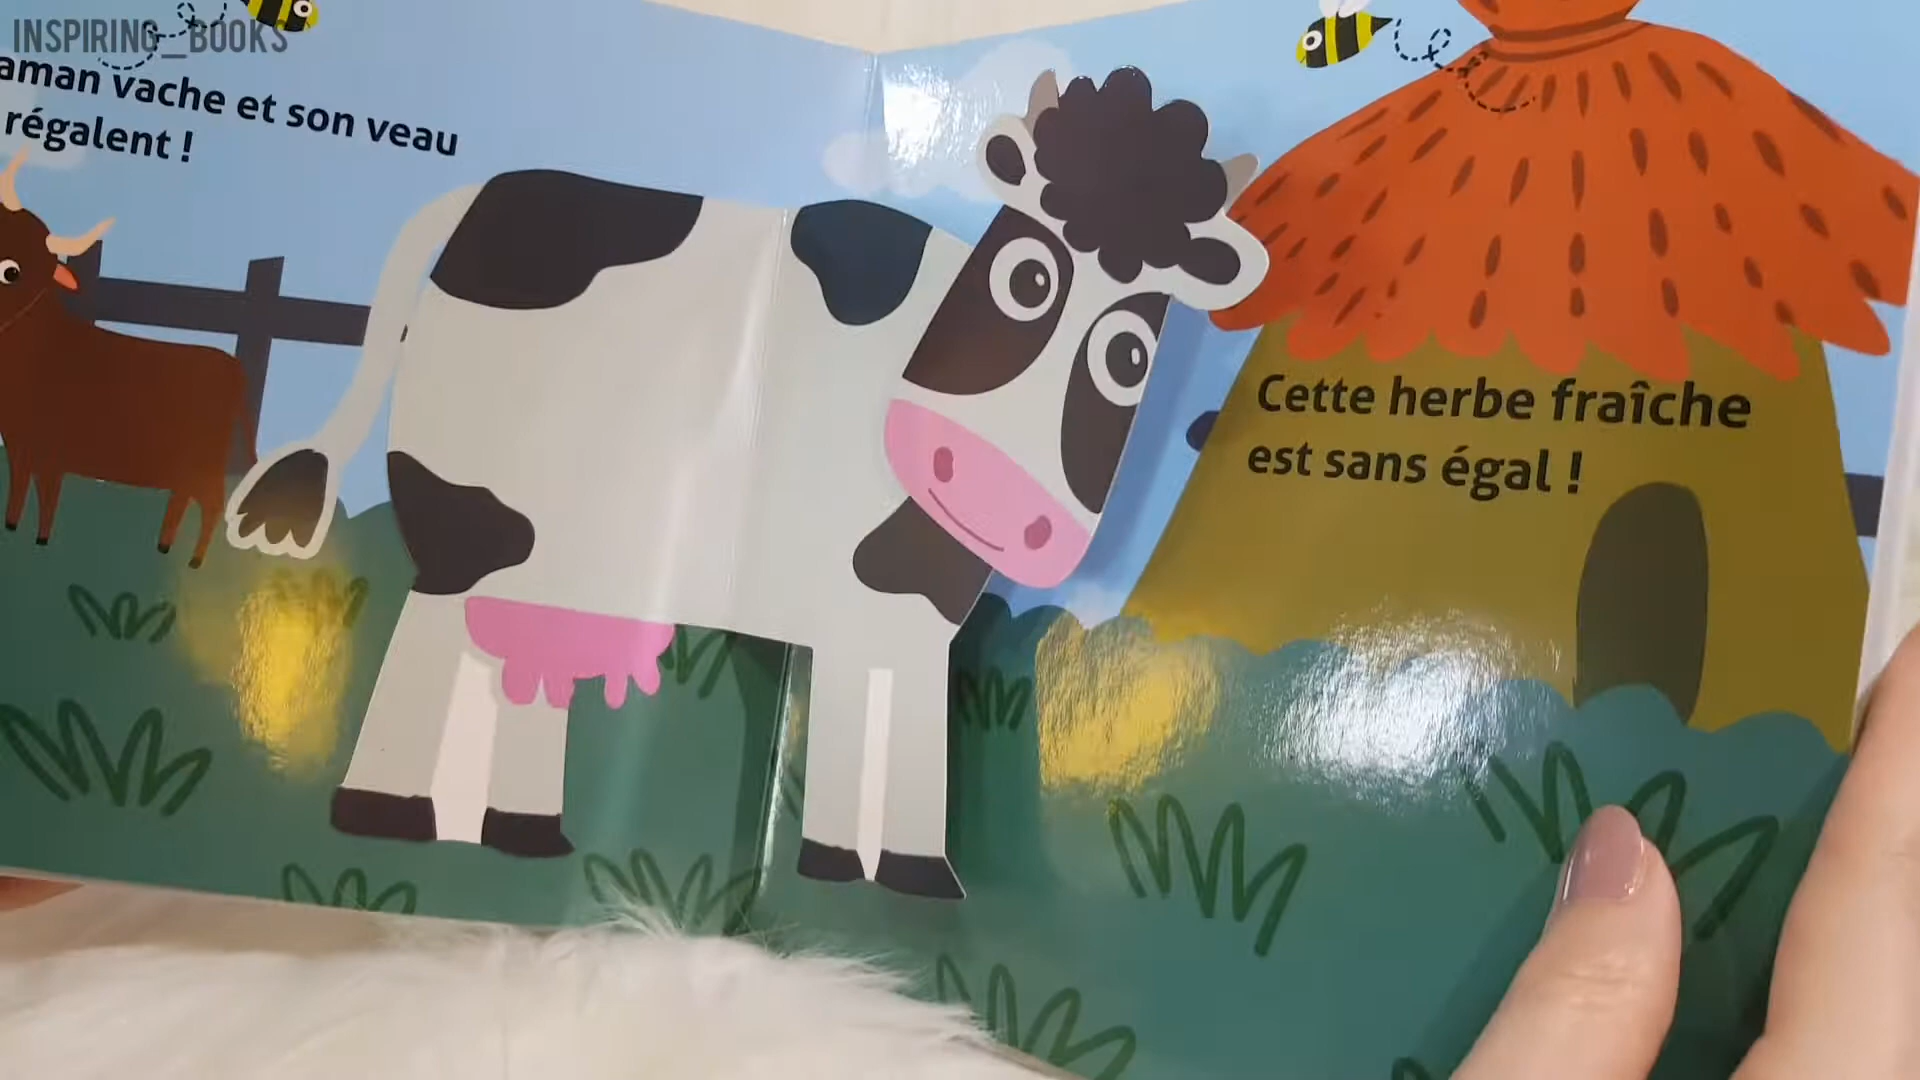 INSPIRING_BOOKS
aman vache et son veau
régalent !
Cette herbe fraîche
est sans égal !